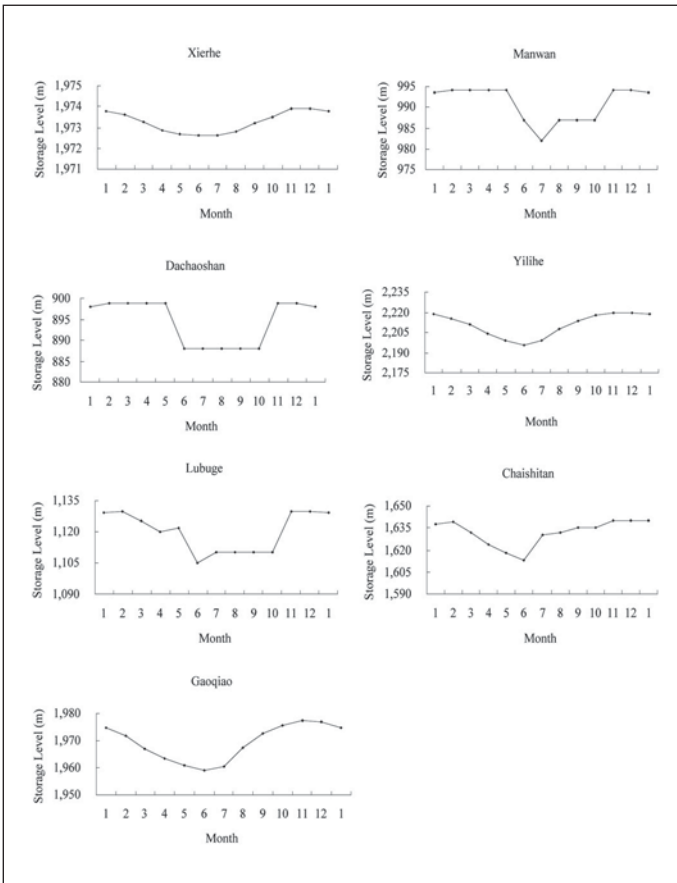 Xierhe
Storage Level (m)
1,975
1,974
1,973
1,972
1,971
1 2 3 4 5 6 7 8 9 10 11 12 1
Month
Manwan
Storage Level (m)
995
990
985
980
975
1 2 3 4 5 6 7 8 9 10 11 12 1
Month
Dachaoshan
Storage Level (m)
900
895
890
885
880
1 2 3 4 5 6 7 8 9 10 11 12 1
Month
Yilihe
Storage Level (m)
2,235
2,220
2,205
2,190
2,175
1 2 3 4 5 6 7 8 9 10 11 12 1
Month
Lubuge
Storage Level (m)
1,135
1,120
1,105
1,090
1 2 3 4 5 6 7 8 9 10 11 12 1
Month
Chaishitan
Storage Level (m)
1,650
1,635
1,620
1,605
1,590
1 2 3 4 5 6 7 8 9 10 11 12 1
Month
Gaoqiao
Storage Level (m)
1,980
1,970
1,960
1,950
1 2 3 4 5 6 7 8 9 10 11 12 1
Month